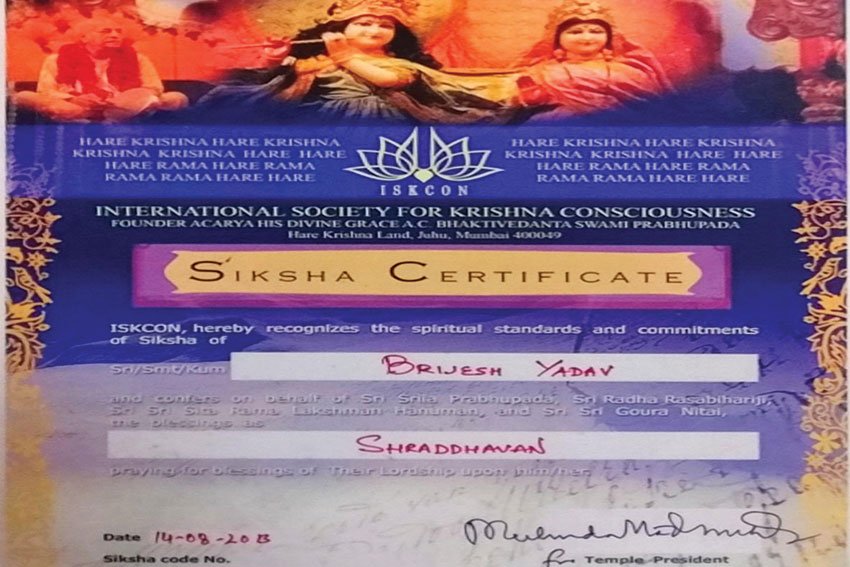 HARE KRISHNA HARE KRISHNA
KRISHNA KRISHNA HARE HARE
HARE RAMA HARE RAMA
RAMA RAMA HARE HARE
ISKCON
HARE KRISHNA HARE KRISHNA
KRISHNA KRISHNA HARE HARE
HARE RAMA HARE RAMA
RAMA RAMA HARE HARE
INTERNATIONAL SOCIETY FOR KRISHNA CONSCIOUSNESS
FOUNDER ACARYA HIS DIVINE GRACE A.C. BHAKTIVEDANTA SWAMI PRABHUPADA
Hare Krishna Land, Juhu, Mumbai 400049
SIKSHA CERTIFICATE
ISKCON, hereby recognizes the spiritual standards and commitments
of Siksha of
Sri/Smt/Kum BRIJESH YADAV
and confers on behalf of Sri Srila Prabhupada, Sri Radha Rasabihariji,
Sri Sri Sita Rama, Lakshman Hanuman, and Sri Sri Goura Nitai,
the blessings as
SHRADDHAVAN
praying for blessings of Their Lordship upon him/her.
Date 14-08-2013
Siksha code No.
for Temple President